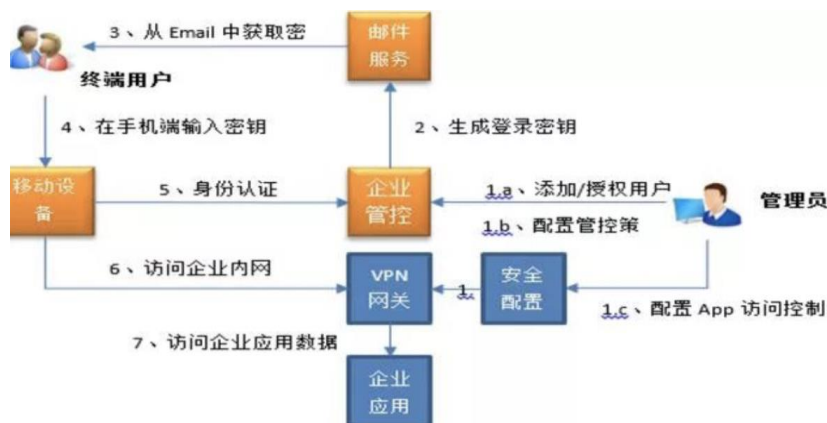 3、从 Email 中获取密
邮件
服务
终端用户
4、在手机端输入密钥
2、生成登录密钥
移动设
备
5、身份认证
企业
管控
1.a、添加/授权用户
1.b、配置管控策
管理员
6、访问企业内网
VPN
网关
1.
安全
配置
1.c、配置 App 访问控制
7、访问企业应用数据
企业
应用